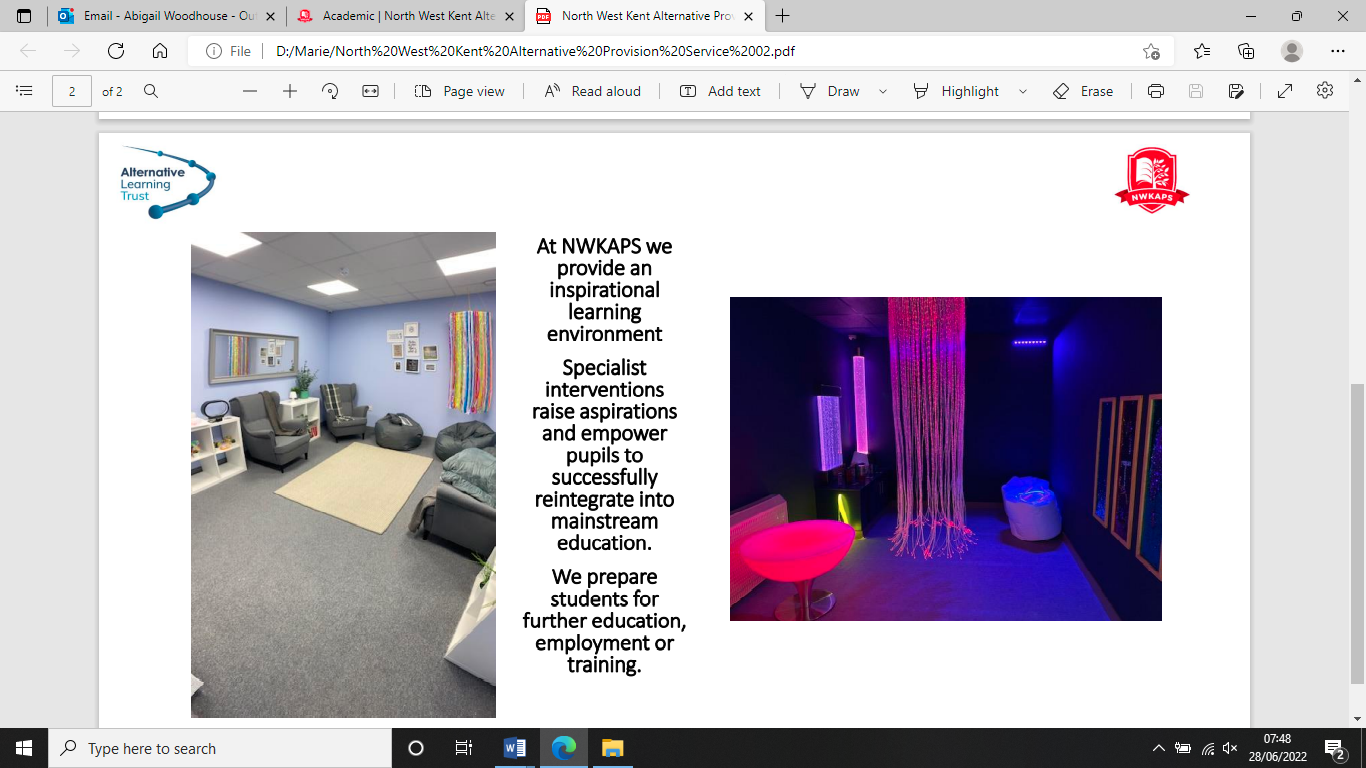 Email - Abigail Woodhouse - Out
Academic | North West Kent Alte
North West Kent Alternative Prov
File
D:/Marie/North%20West%20Kent%20Alternative%20Provision%20Service%2002.pdf
2
of 2
Page view
Read aloud
Add text
Draw
Highlight
Erase
Alternative
Learning
Trust
NWKAPS
At NWKAPS we
provide an
inspirational
learning
environment
Specialist
interventions
raise aspirations
and empower
pupils to
successfully
reintegrate into
mainstream
education.
We prepare
students for
further education,
employment or
training.
Type here to search
07:48
28/06/2022
2